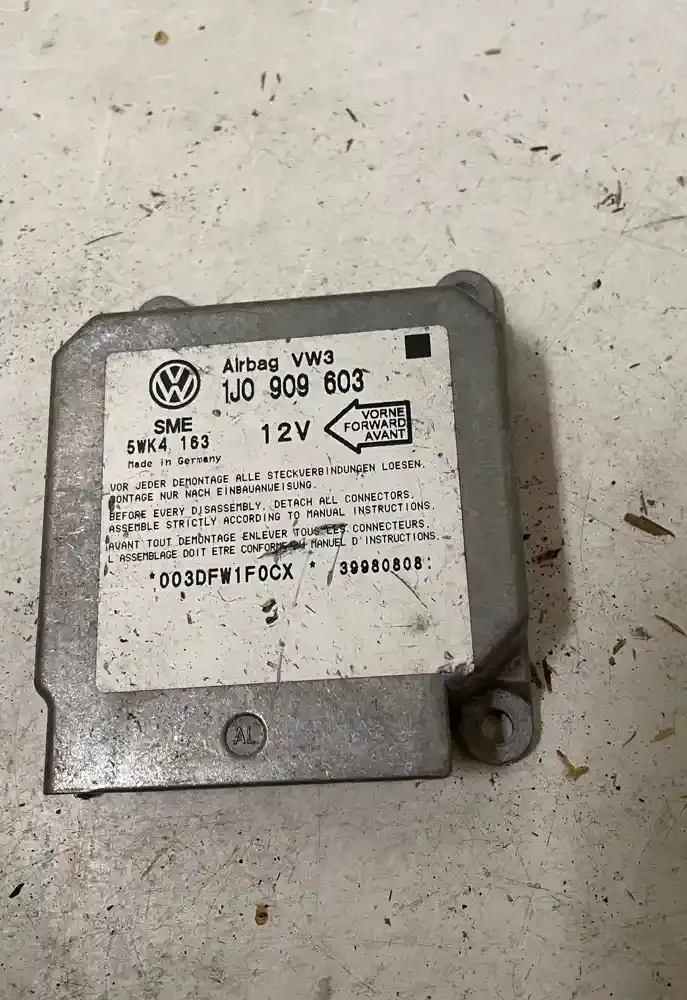 Airbag VW3
1J0 909 603
SME
5WK4 163
Made in Germany
12V
VORNE
FORWARD
AVANT
VOR JEDER DEMONTAGE ALLE STECKVERBINDUNGEN LOESEN.
MONTAGE NUR NACH EINBAUANWEISUNG.
BEFORE EVERY DISASSEMBLY, DETACH ALL CONNECTORS.
ASSEMBLE STRICTLY ACCORDING TO MANUAL INSTRUCTIONS.
AVANT TOUT DEMONTAGE ENLEVER TOUS LES CONNECTEURS.
L'ASSEMBLAGE DOIT ETRE CONFORME AU MANUEL D'INSTRUCTIONS.
*003DFW1F0CX * 39980808:
AL